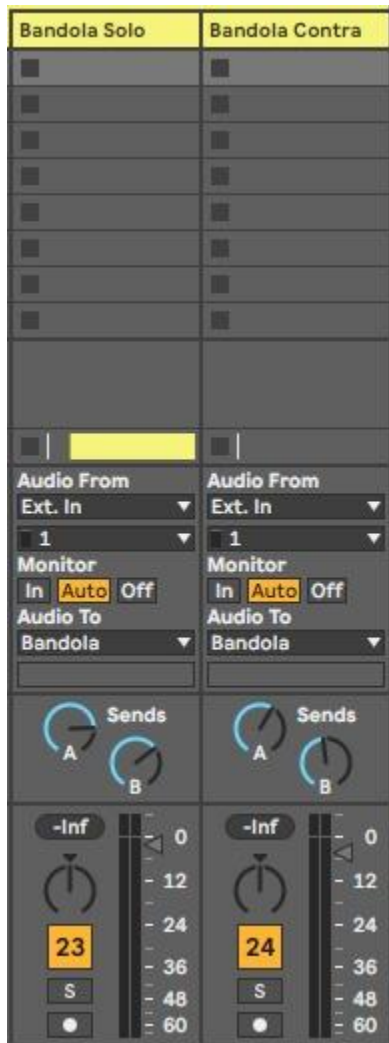 Bandola Solo
Bandola Contra
Audio From
Ext. In
1
Monitor
In Auto Off
Audio To
Bandola
Sends
A
B
-Inf
0
12
24
36
48
60
23
S
Audio From
Ext. In
1
Monitor
In Auto Off
Audio To
Bandola
Sends
A
B
-Inf
0
12
24
36
48
60
24
S